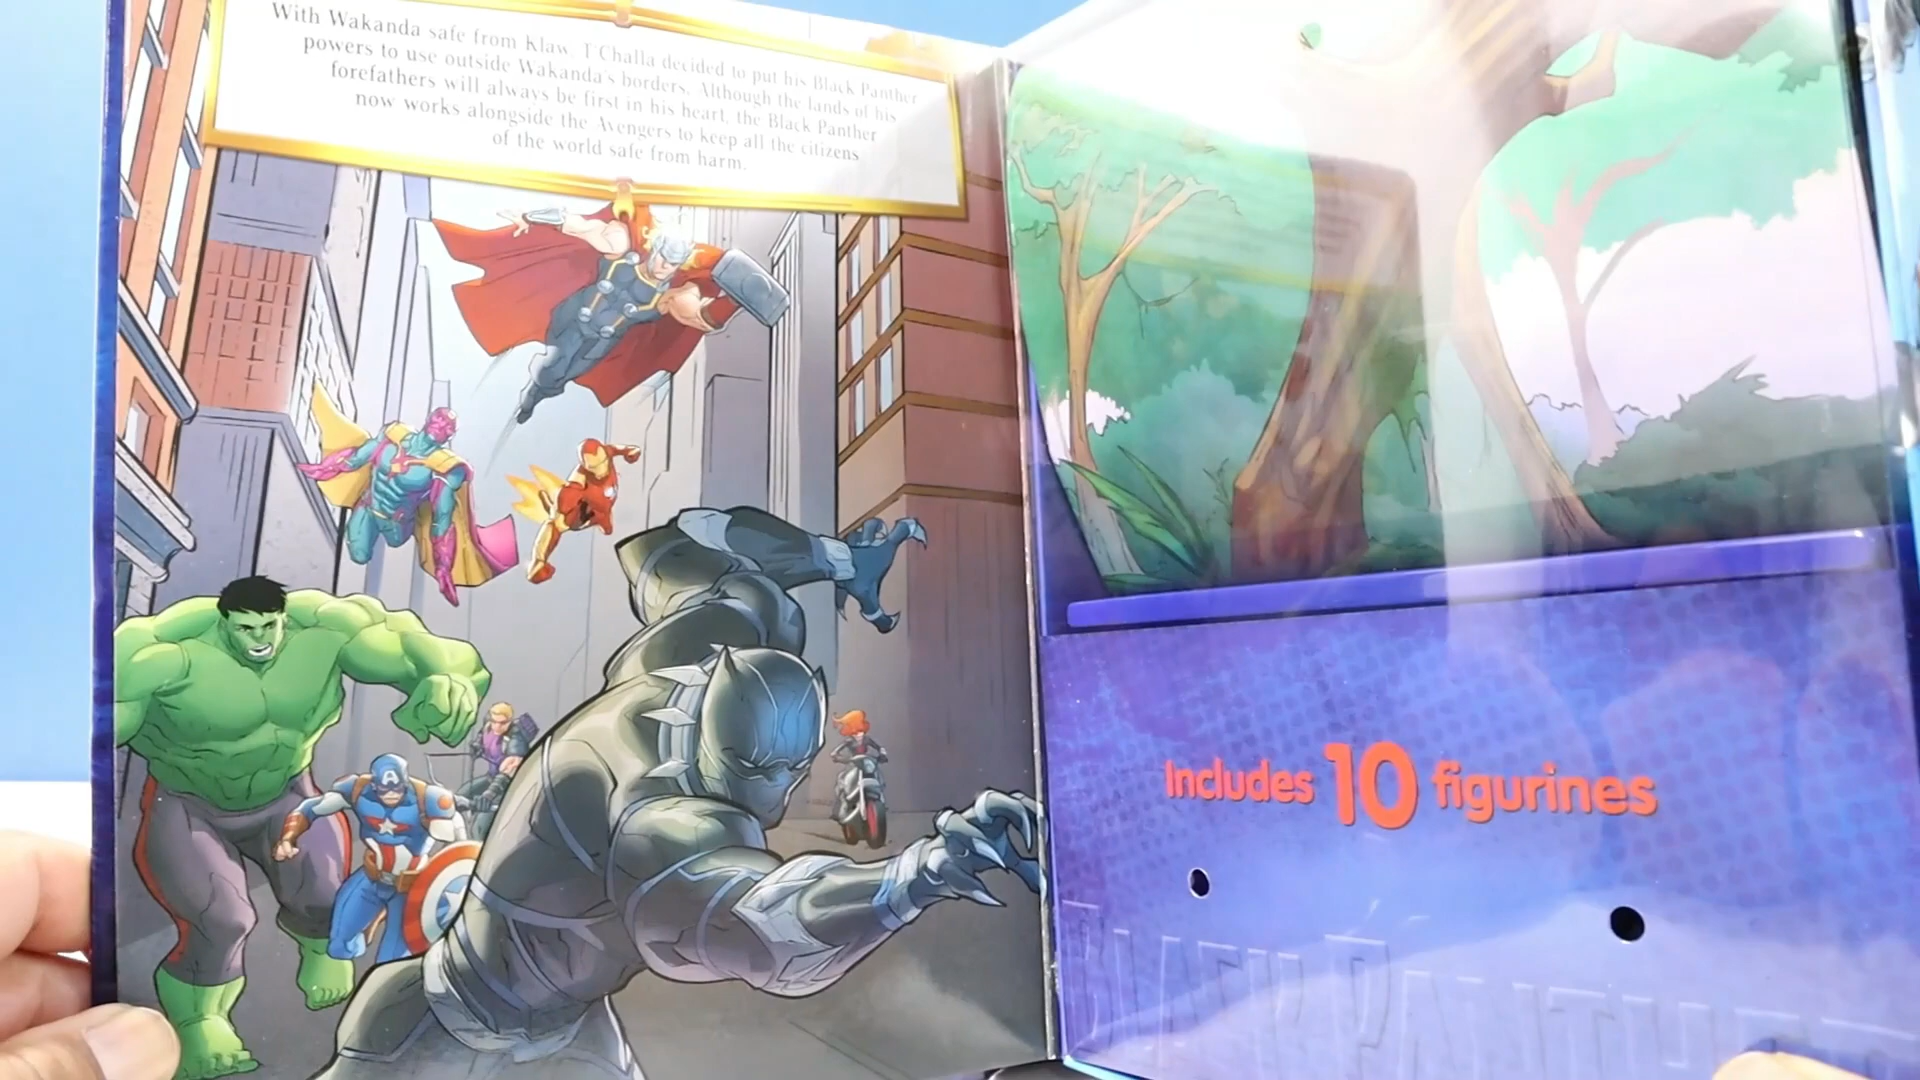 With Wakanda safe from Klaw, T'Challa decided to put his Black Panther
powers to use outside Wakanda's borders. Although the lands of his
forefathers will always be first in his heart, the Black Panther
now works alongside the Avengers to keep all the citizens
of the world safe from harm.
Includes 10 figurines
BLACK PANTHER